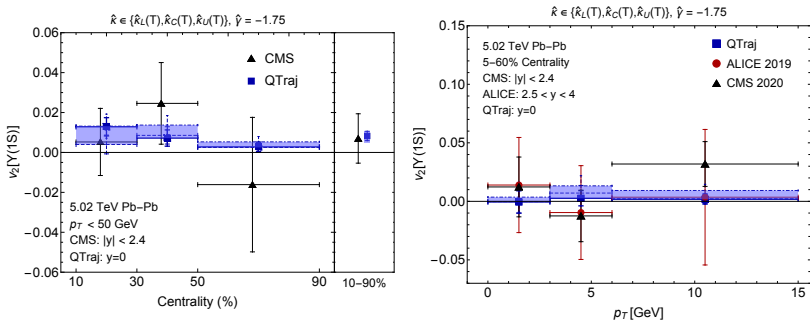 κ̂ ∈ {κ̂L(T),κ̂C(T),κ̂U(T)}, γ̂ = −1.75
v2[Υ(1S)]
0.06
0.04
0.02
0.00
−0.02
−0.04
−0.06
CMS
QTraj
5.02 TeV Pb–Pb
pT < 50 GeV
CMS: |y| < 2.4
QTraj: y=0
10
30
50
70
90
10–90%
Centrality (%)
κ̂ ∈ {κ̂L(T),κ̂C(T),κ̂U(T)}, γ̂ = −1.75
v2[Υ(1S)]
0.15
0.10
0.05
0.00
−0.05
5.02 TeV Pb–Pb
5–60% Centrality
CMS: |y| < 2.4
ALICE: 2.5 < y < 4
QTraj: y=0
QTraj
ALICE 2019
CMS 2020
0
5
10
15
pT [GeV]